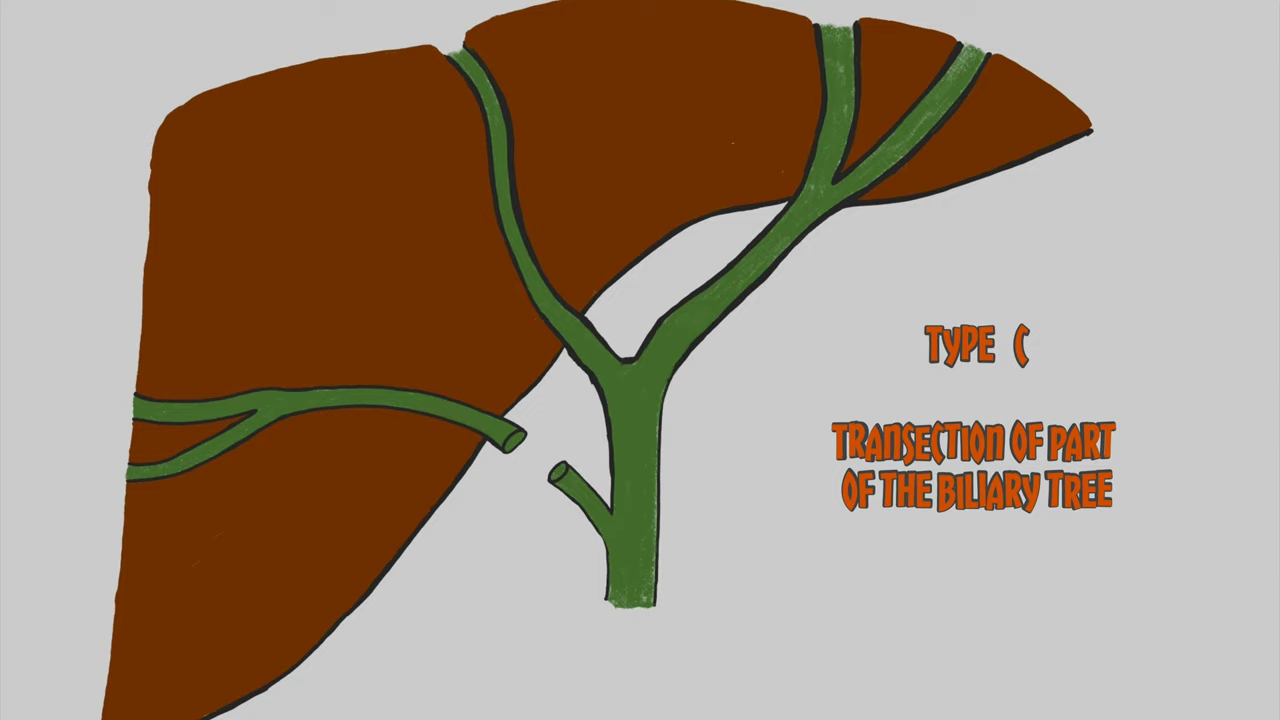 TYPE C
TRANSECTION OF PART
OF THE BILIARY TREE